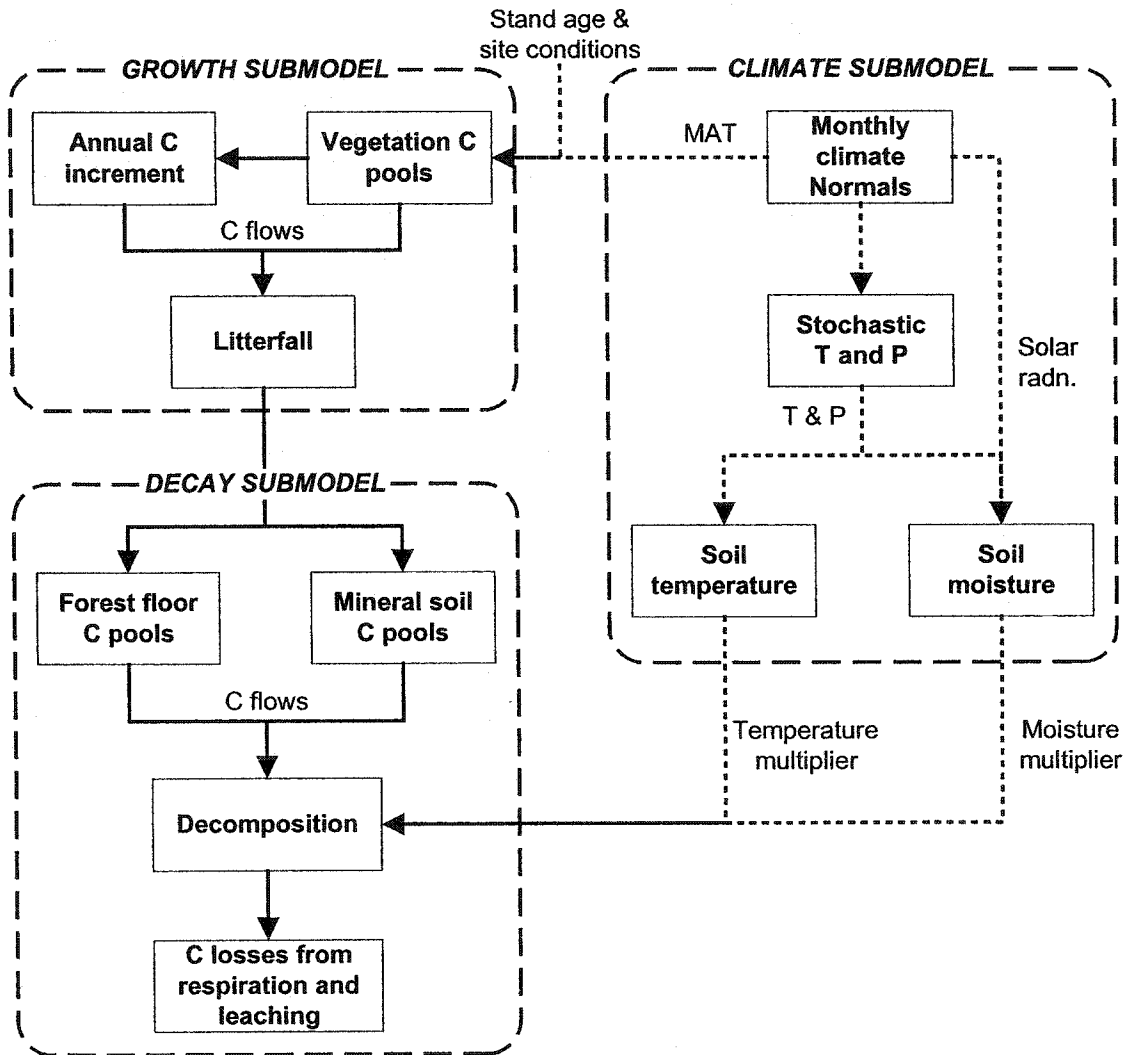 Stand age &
site conditions
GROWTH SUBMODEL
Annual C
increment
Vegetation C
pools
C flows
Litterfall
CLIMATE SUBMODEL
MAT
Monthly
climate
Normals
Stochastic
T and P
Solar
radn.
T & P
Soil
temperature
Soil
moisture
DECAY SUBMODEL
Forest floor
C pools
Mineral soil
C pools
C flows
Temperature
multiplier
Moisture
multiplier
Decomposition
C losses from
respiration and
leaching